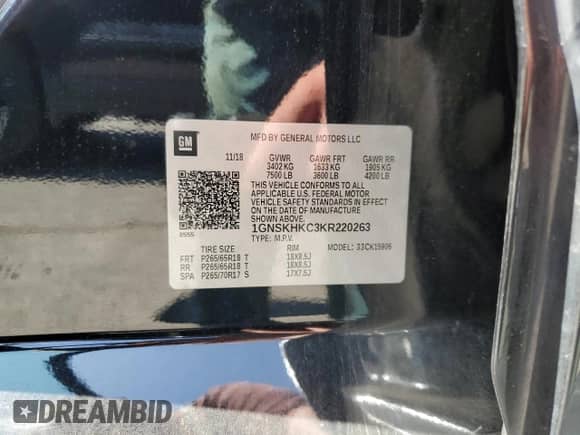 GM
MFD BY GENERAL MOTORS LLC
11/18 GVWR GAWR FRT GAWR RR
3402 KG 1633 KG 1905 KG
7500 LB 3600 LB 4200 LB
THIS VEHICLE CONFORMS TO ALL
APPLICABLE U.S. FEDERAL MOTOR
VEHICLE SAFETY STANDARDS IN EFFECT
ON THE DATE OF MANUFACTURE
SHOWN ABOVE.
1GNSKHKC3KR220263
TYPE: M.P.V. MODEL: 33CK15906
TIRE SIZE RIM
FRT P265/65R18 T 18X8.5J
RR P265/65R18 T 18X8.5J
SPA P265/70R17 S 17X7.5J
DREAMBID